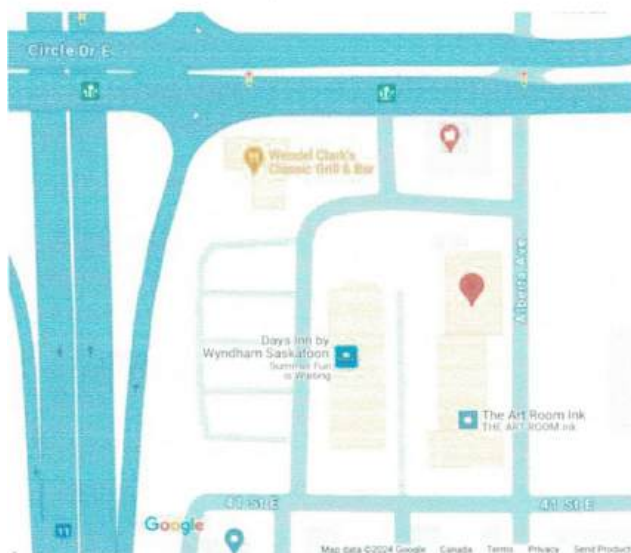 Circle Dr E
Wendel Clark's
Classic Grill & Bar
Alberta Ave
Days Inn by
Wyndham Saskatoon
Summer Fun
is Waiting
The Art Room Ink
THE ART ROOM Ink
41 St E
41 St E
11
Google
Map data ©2024 Google Canada Terms Privacy Send Product